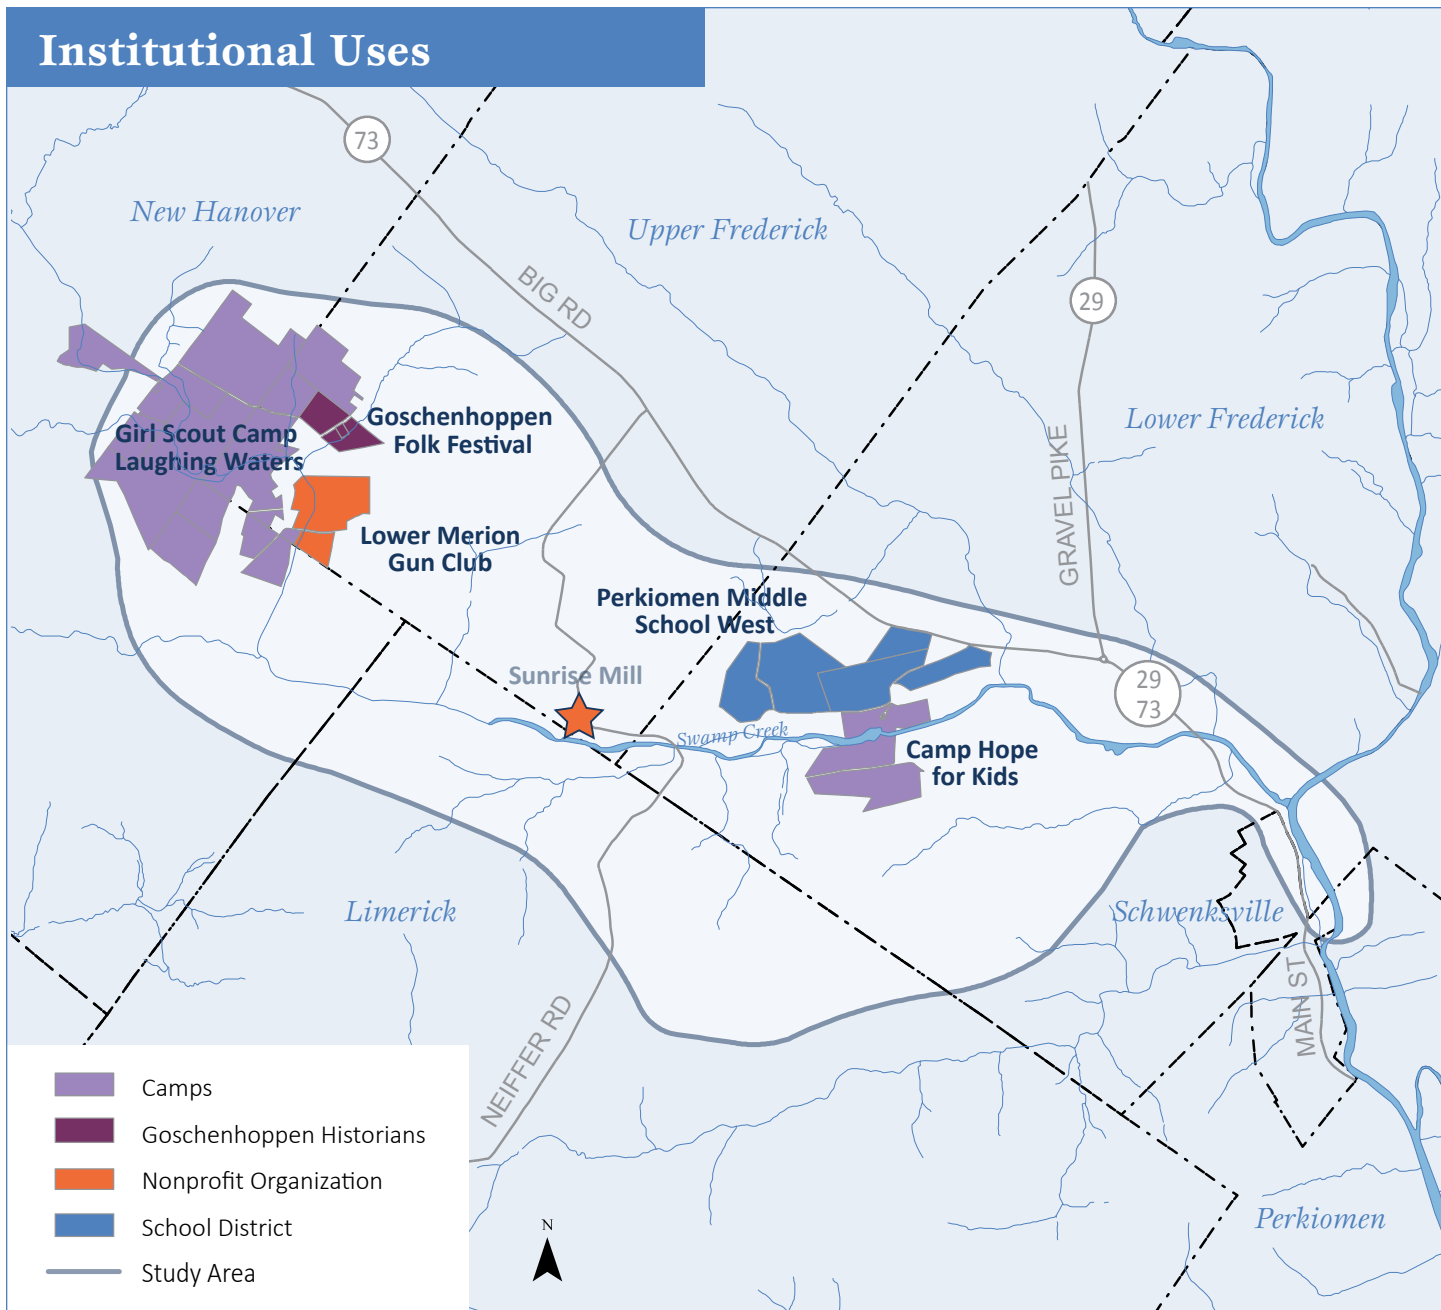 Institutional Uses
73
New Hanover
Upper Frederick
BIG RD
29
Lower Frederick
GRAVEL PIKE
Goschenhoppen
Folk Festival
Girl Scout Camp
Laughing Waters
Lower Merion
Gun Club
Perkiomen Middle
School West
Sunrise Mill
29
73
Swamp Creek
Camp Hope
for Kids
Limerick
Schwenksville
MAIN ST
NEIFFER RD
Camps
Goschenhoppen Historians
Nonprofit Organization
School District
Study Area
N
Perkiomen